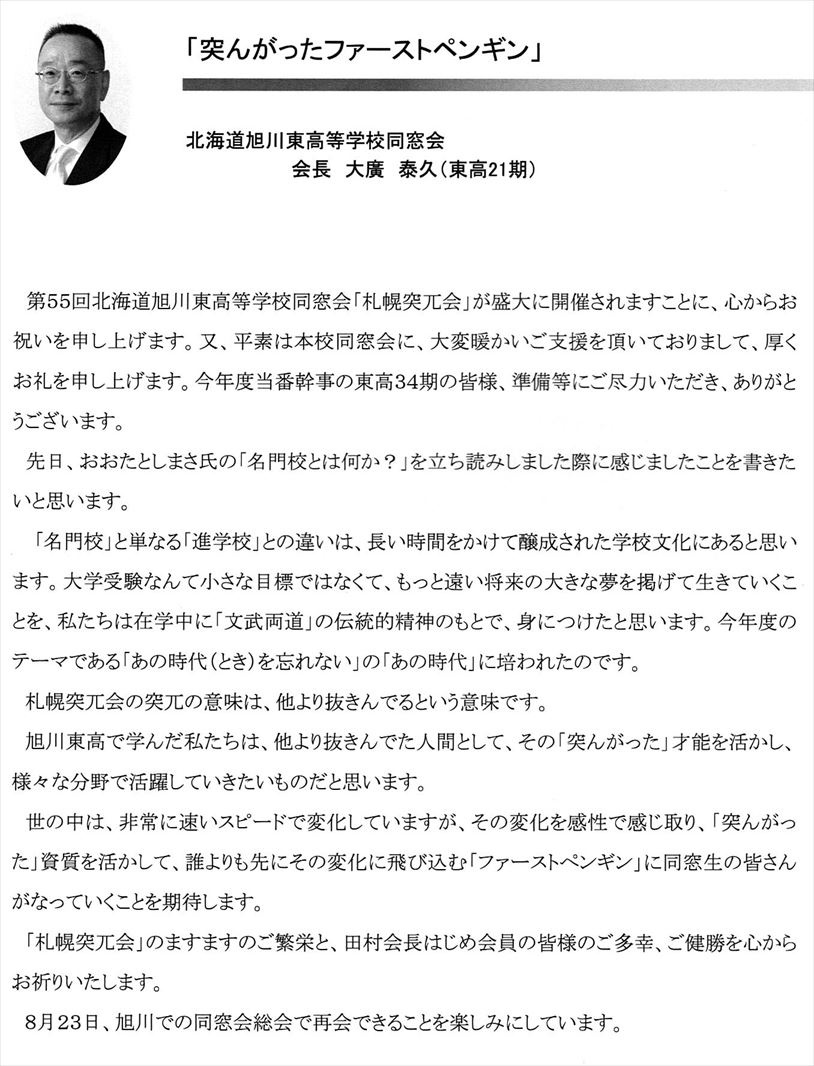 「突んがったファーストペンギン」
北海道旭川東高等学校同窓会
会長　大廣　泰久（東高21期）
第55回北海道旭川東高等学校同窓会「札幌突兀会」が盛大に開催されますことに、心からお
祝いを申し上げます。又、平素は本校同窓会に、大変暖かいご支援を頂いておりまして、厚く
お礼を申し上げます。今年度当番幹事の東高34期の皆様、準備等にご尽力いただき、ありがと
うございます。
先日、おおたとしまさ氏の「名門校とは何か？」を立ち読みしました際に感じましたことを書きた
いと思います。
「名門校」と単なる「進学校」との違いは、長い時間をかけて醸成された学校文化にあると思い
ます。大学受験なんて小さな目標ではなくて、もっと遠い将来の大きな夢を掲げて生きていくこ
とを、私たちは在学中に「文武両道」の伝統的精神のもとで、身につけたと思います。今年度の
テーマである「あの時代（とき）を忘れない」の「あの時代」に培われたのです。
札幌突兀会の突兀の意味は、他より抜きんでるという意味です。
旭川東高で学んだ私たちは、他より抜きんでた人間として、その「突んがった」才能を活かし、
様々な分野で活躍していきたいものだと思います。
世の中は、非常に速いスピードで変化していますが、その変化を感性で感じ取り、「突んがっ
た」資質を活かして、誰よりも先にその変化に飛び込む「ファーストペンギン」に同窓生の皆さん
がなっていくことを期待します。
「札幌突兀会」のますますのご繁栄と、田村会長はじめ会員の皆様のご多幸、ご健勝を心から
お祈りいたします。
8月23日、旭川での同窓会総会で再会できることを楽しみにしています。